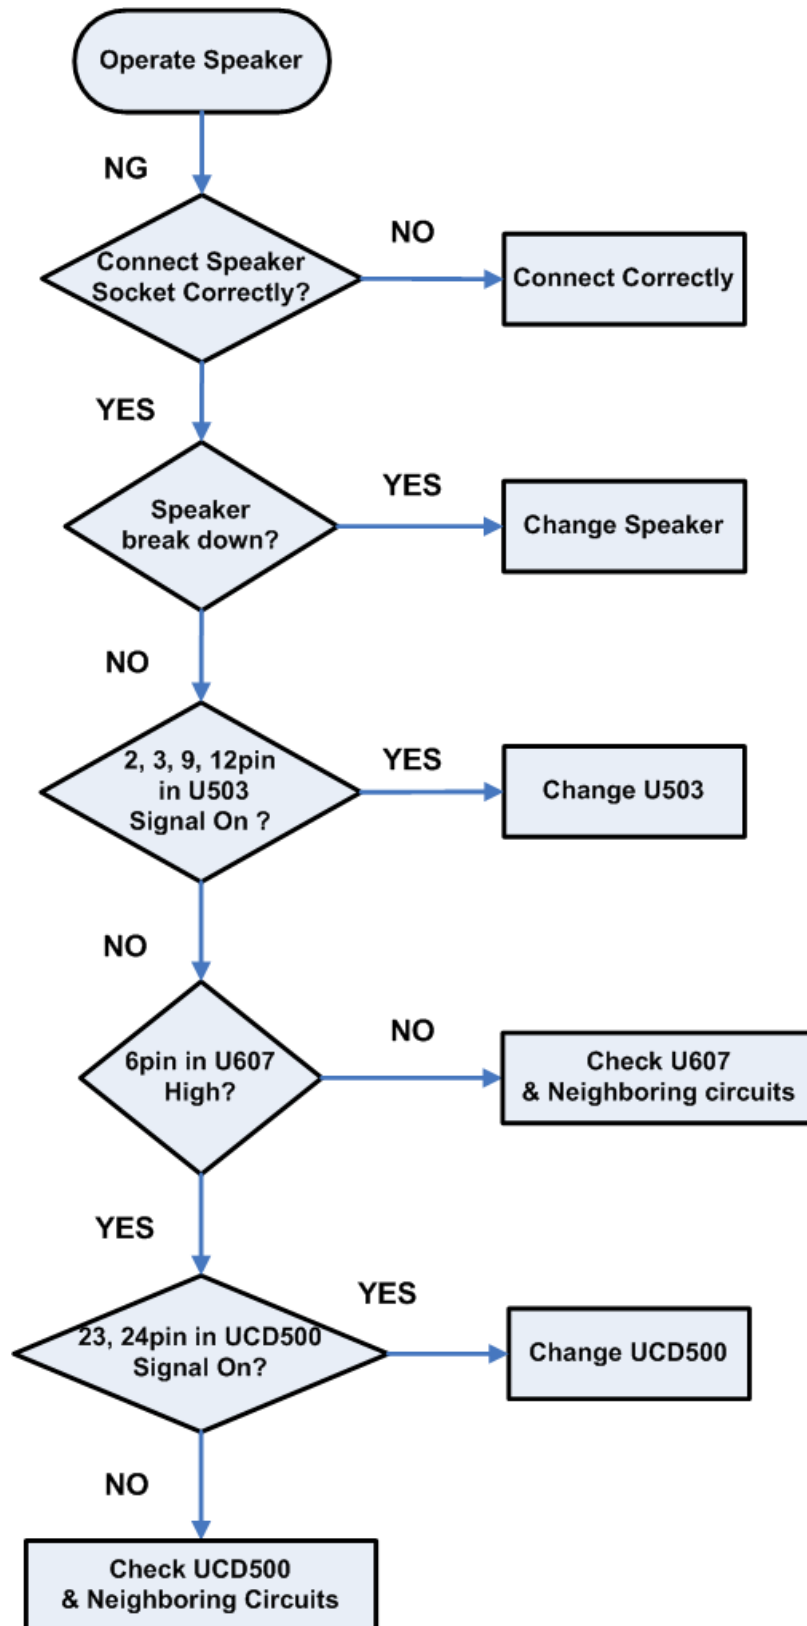 Operate Speaker
NG
Connect Speaker
Socket Correctly?
NO
Connect Correctly
YES
Speaker
break down?
YES
Change Speaker
NO
2, 3, 9, 12pin
in U503
Signal On ?
YES
Change U503
NO
6pin in U607
High?
NO
Check U607
& Neighboring circuits
YES
23, 24pin in UCD500
Signal On?
YES
Change UCD500
NO
Check UCD500
& Neighboring Circuits